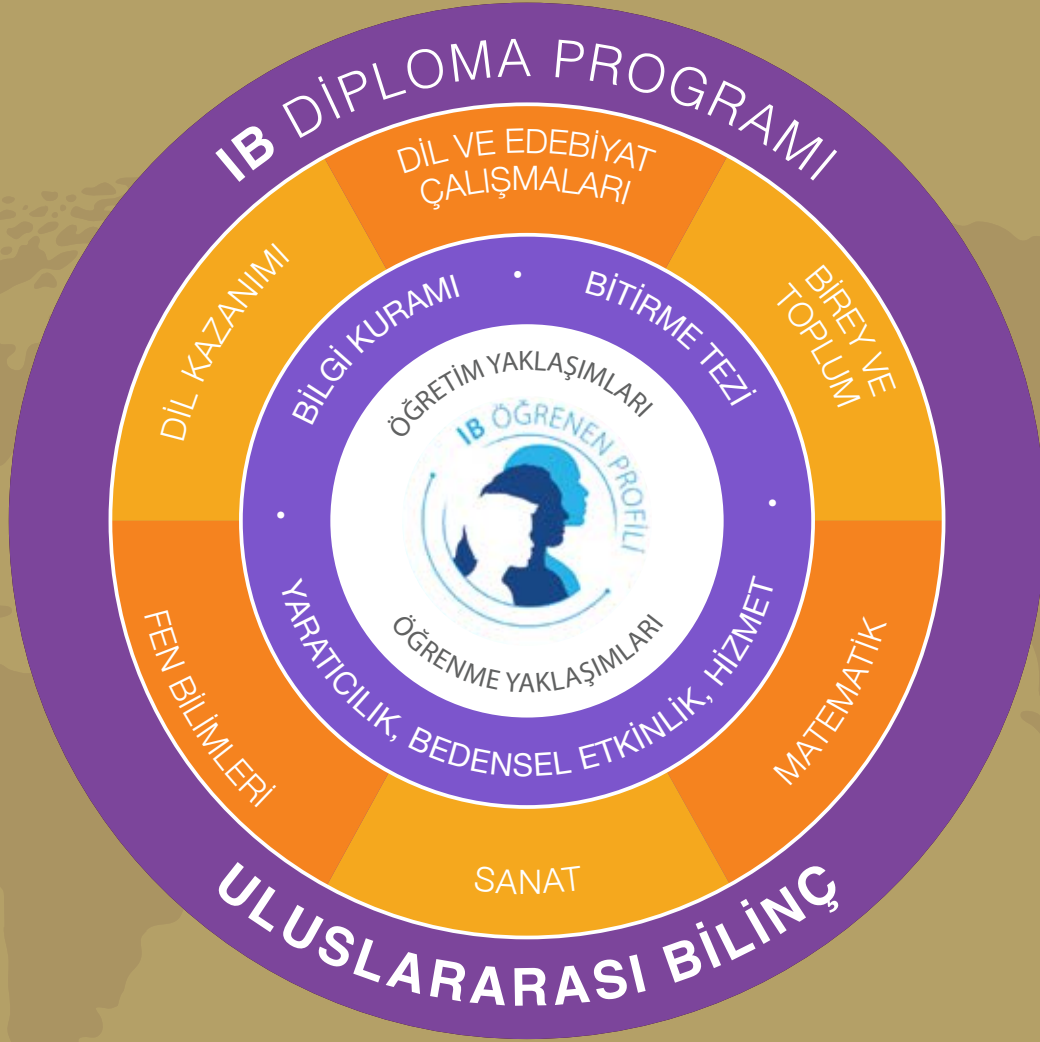 IB DİPLOMA PROGRAMI
DİL VE EDEBİYAT
ÇALIŞMALARI
DİL KAZANIMI
BİREY VE
TOPLUM
BİLGİ KURAMI
BİTİRME TEZİ
ÖĞRETİM YAKLAŞIMLARI
IB ÖĞRENEN PROFİLİ
ÖĞRENME YAKLAŞIMLARI
YARATICILIK, BEDENSEL ETKİNLİK, HİZMET
FEN BİLİMLERİ
MATEMATİK
SANAT
ULUSLARARASI BİLİNÇ